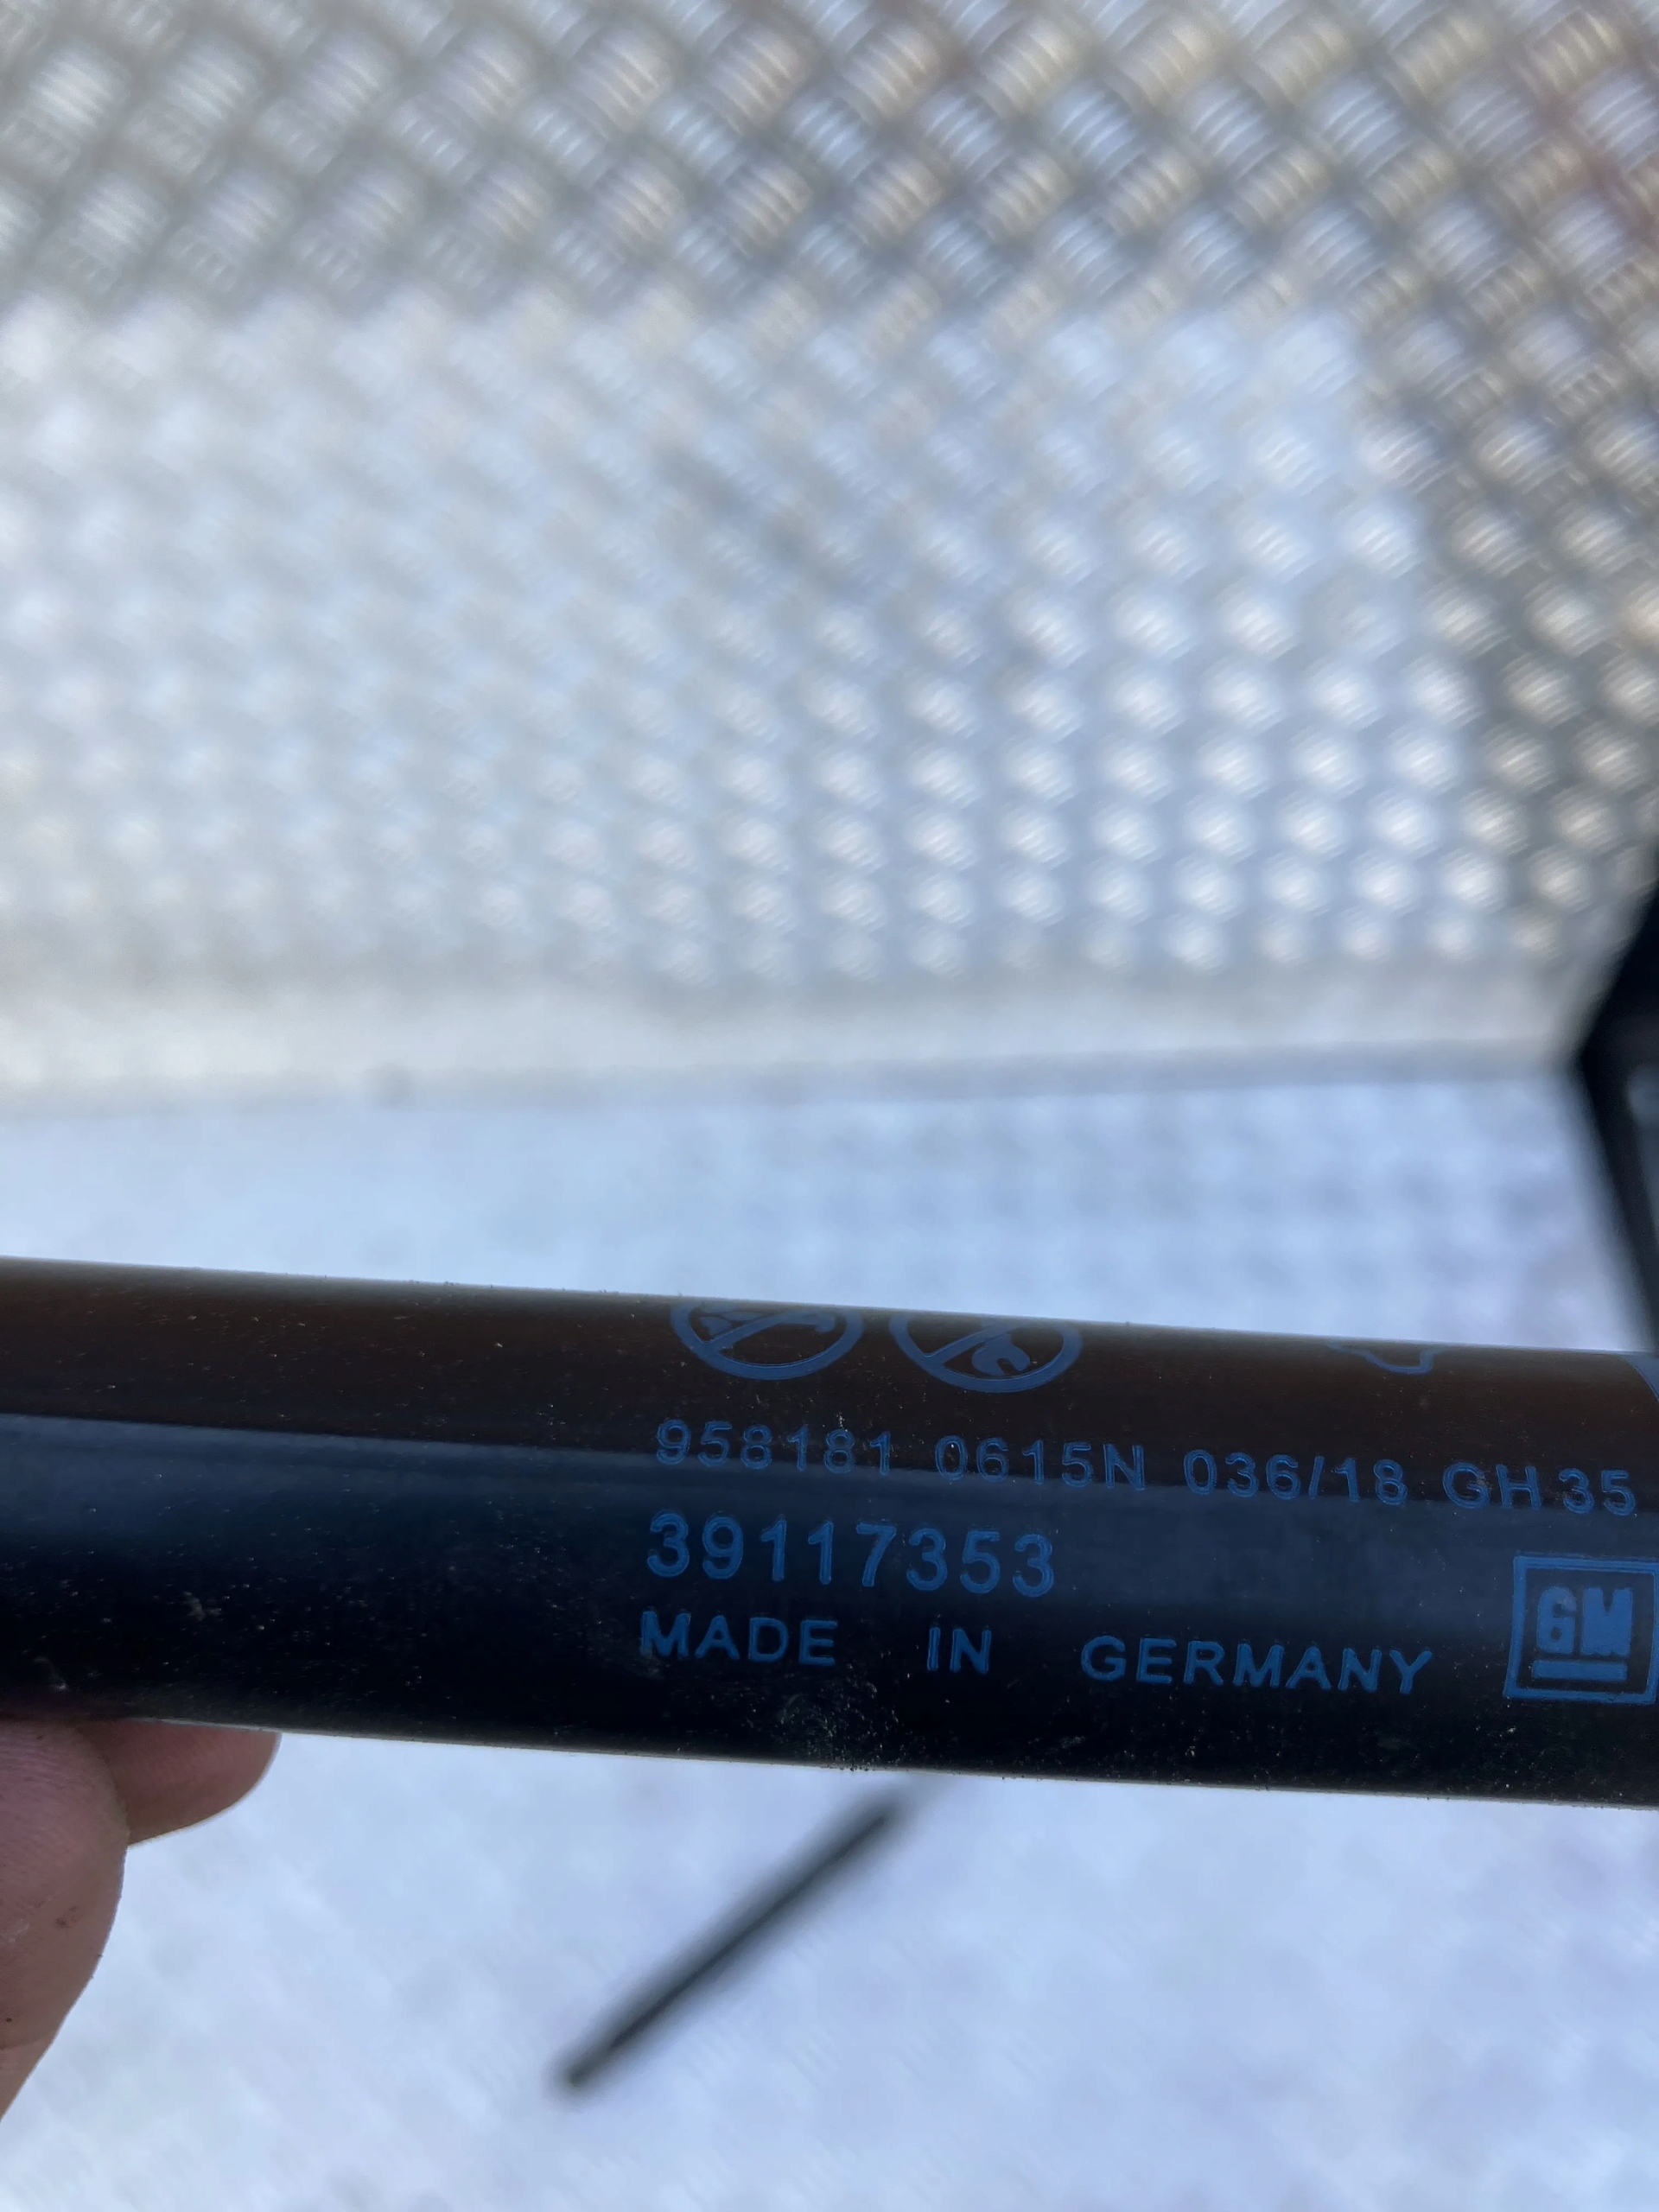 958181 0615N 036/18 GH35
39117353
MADE IN GERMANY
GM